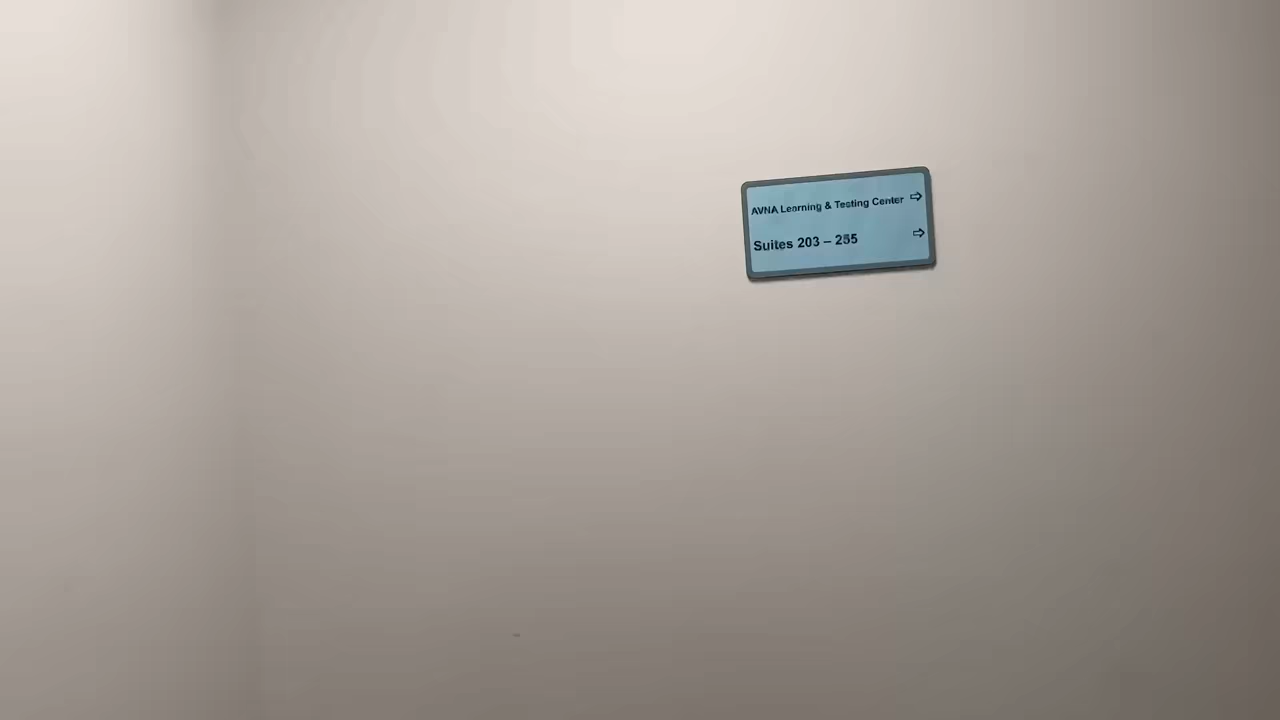 AVNA Learning & Testing Center ⇨
Suites 203 – 255 ⇨